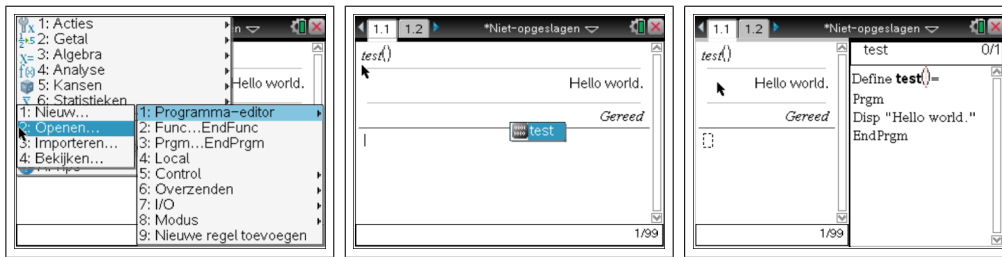 1: Acties
2: Getal
3: Algebra
4: Analyse
5: Kansen
6: Statistieken
Hello world.
1: Nieuw...
2: Openen...
3: Importeren...
4: Bekijken...
1: Programma-editor
2: Func...EndFunc
3: Prgm...EndPrgm
4: Local
5: Control
6: Overzenden
7: I/O
8: Modus
9: Nieuwe regel toevoegen
1.1 1.2 *Niet-opgeslagen
test()
Hello world.
Gereed
test
1/99
1.1 1.2 *Niet-opgeslagen
test()
Hello world.
Gereed
1/99
test 0/1
Define test()=
Prgm
Disp "Hello world."
EndPrgm